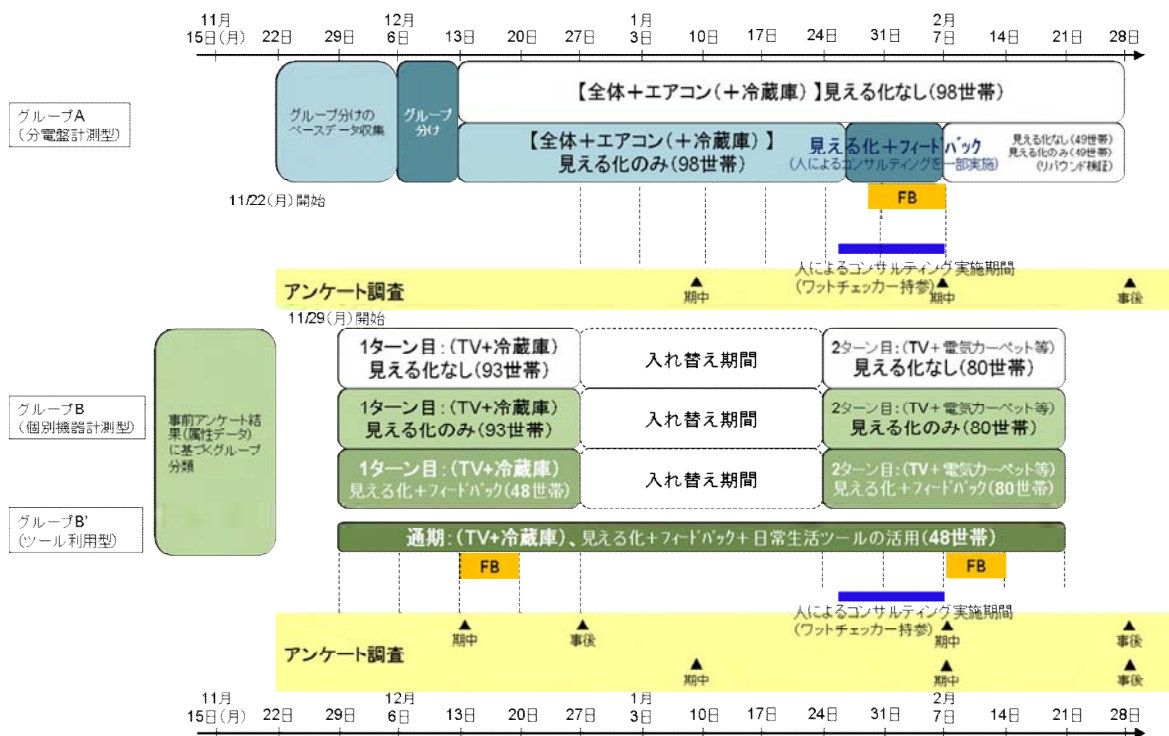 11月 12月 1月 2月
15日(月) 22日 29日 6日 13日 20日 27日 3日 10日 17日 24日 31日 7日 14日 21日 28日
グループA
(分電盤計測型)
グループ分けの
ベースデータ収集
グループ
分け
【全体+エアコン(+冷蔵庫)】見える化なし(98世帯)
【全体+エアコン(+冷蔵庫)】
見える化のみ(98世帯)
見える化+フィードバック
(人によるコンサルティングを一部実施)
見える化なし(49世帯)
見える化のみ(49世帯)
(リバウンド検証)
11/22(月)開始
FB
人によるコンサルティング実施期間
(ワットチェッカー持参)
アンケート調査
▲
期中
▲
期中
▲
事後
11/29(月)開始
グループB
(個別機器計測型)
グループB'
(ツール利用型)
事前アンケート結
果(属性データ)
に基づくグループ
分類
1ターン目:(TV+冷蔵庫)
見える化なし(93世帯)
入れ替え期間
2ターン目:(TV+電気カーペット等)
見える化なし(80世帯)
1ターン目:(TV+冷蔵庫)
見える化のみ(93世帯)
入れ替え期間
2ターン目:(TV+電気カーペット等)
見える化のみ(80世帯)
1ターン目:(TV+冷蔵庫)
見える化+フィードバック(48世帯)
入れ替え期間
2ターン目:(TV+電気カーペット等)
見える化+フィードバック(80世帯)
通期:(TV+冷蔵庫)、見える化+フィードバック+日常生活ツールの活用(48世帯)
FB
FB
人によるコンサルティング実施期間
(ワットチェッカー持参)
アンケート調査
▲
期中
▲
事後
▲
期中
▲
事後
▲
期中
▲
期中
▲
事後
11月 12月 1月 2月
15日(月) 22日 29日 6日 13日 20日 27日 3日 10日 17日 24日 31日 7日 14日 21日 28日